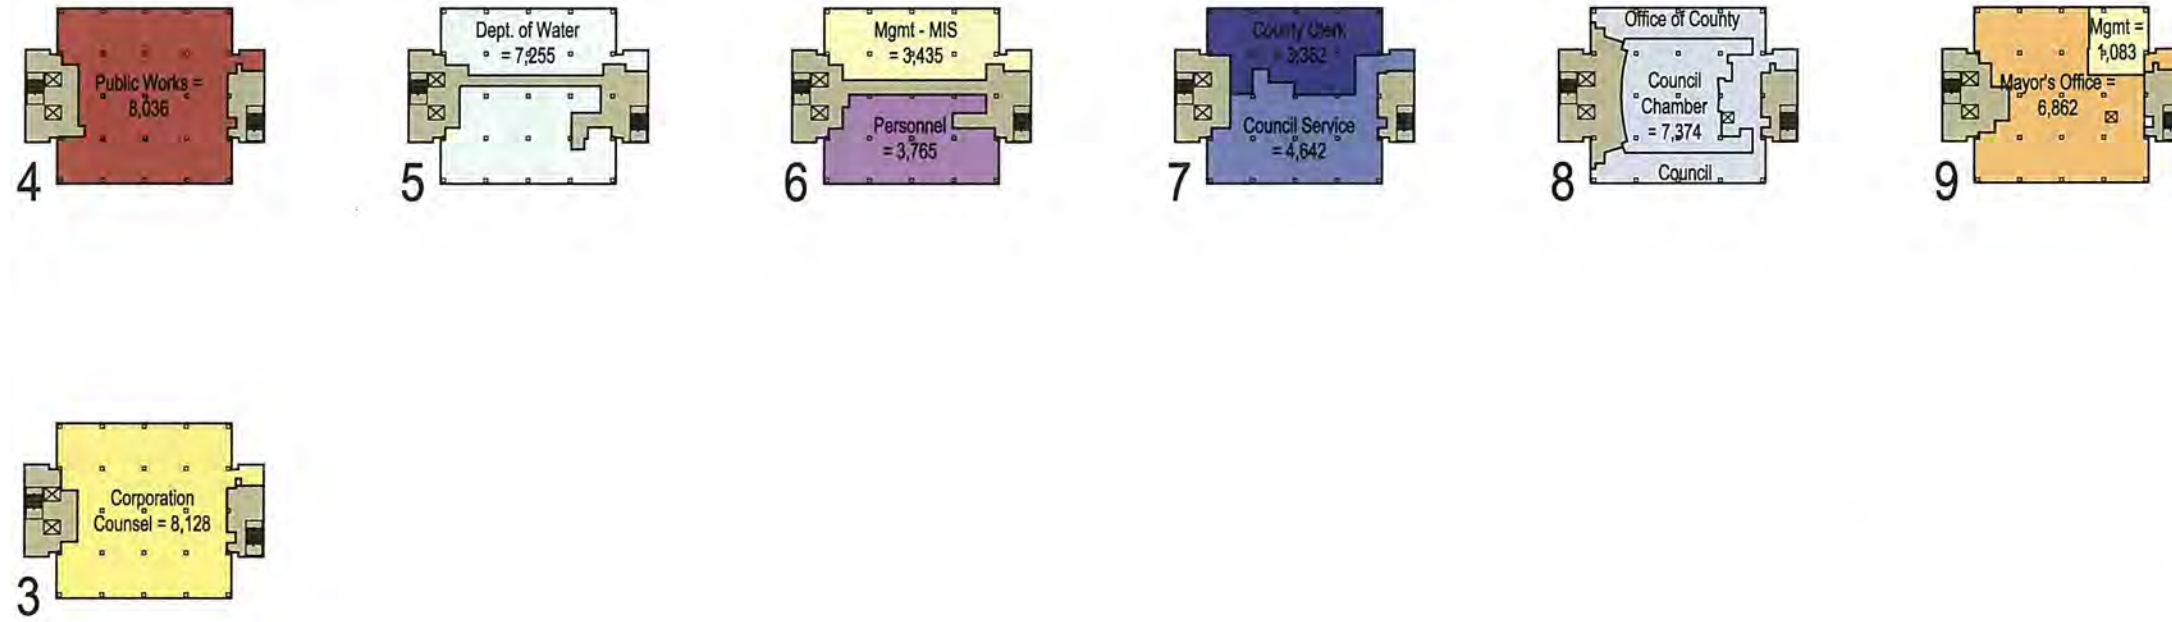 Public Works =
8,036
4
Dept. of Water
= 7,255
5
Mgmt - MIS
= 3,435
Personnel
= 3,765
6
County Clerk
= 3,352
Council Service
= 4,642
7
Office of County
Council
Chamber
= 7,374
Council
8
Mgmt =
1,083
Mayor's Office =
6,862
9
Corporation
Counsel = 8,128
3